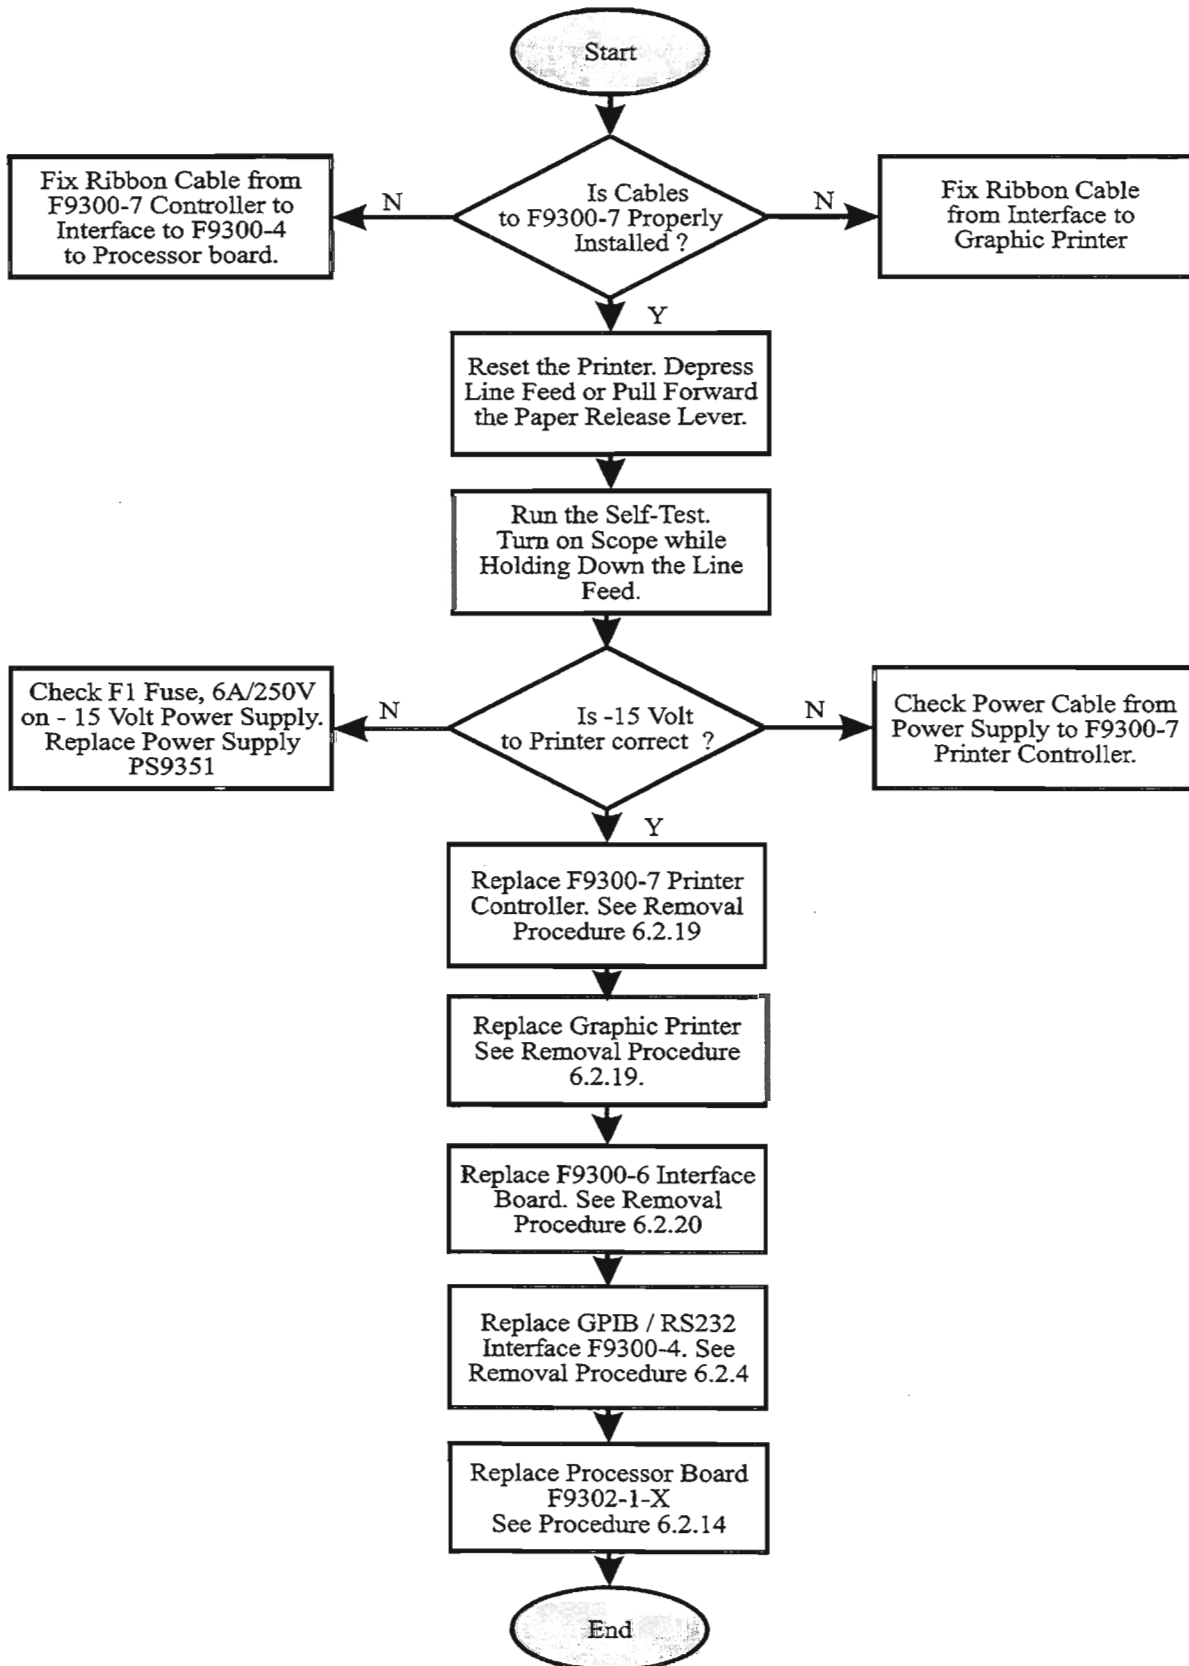 Start
Is Cables
to F9300-7 Properly
Installed ?
N
Fix Ribbon Cable from
F9300-7 Controller to
Interface to F9300-4
to Processor board.
N
Fix Ribbon Cable
from Interface to
Graphic Printer
Y
Reset the Printer. Depress
Line Feed or Pull Forward
the Paper Release Lever.
Run the Self-Test.
Turn on Scope while
Holding Down the Line
Feed.
Is -15 Volt
to Printer correct ?
N
Check F1 Fuse, 6A/250V
on - 15 Volt Power Supply.
Replace Power Supply
PS9351
N
Check Power Cable from
Power Supply to F9300-7
Printer Controller.
Y
Replace F9300-7 Printer
Controller. See Removal
Procedure 6.2.19
Replace Graphic Printer
See Removal Procedure
6.2.19.
Replace F9300-6 Interface
Board. See Removal
Procedure 6.2.20
Replace GPIB / RS232
Interface F9300-4. See
Removal Procedure 6.2.4
Replace Processor Board
F9302-1-X
See Procedure 6.2.14
End